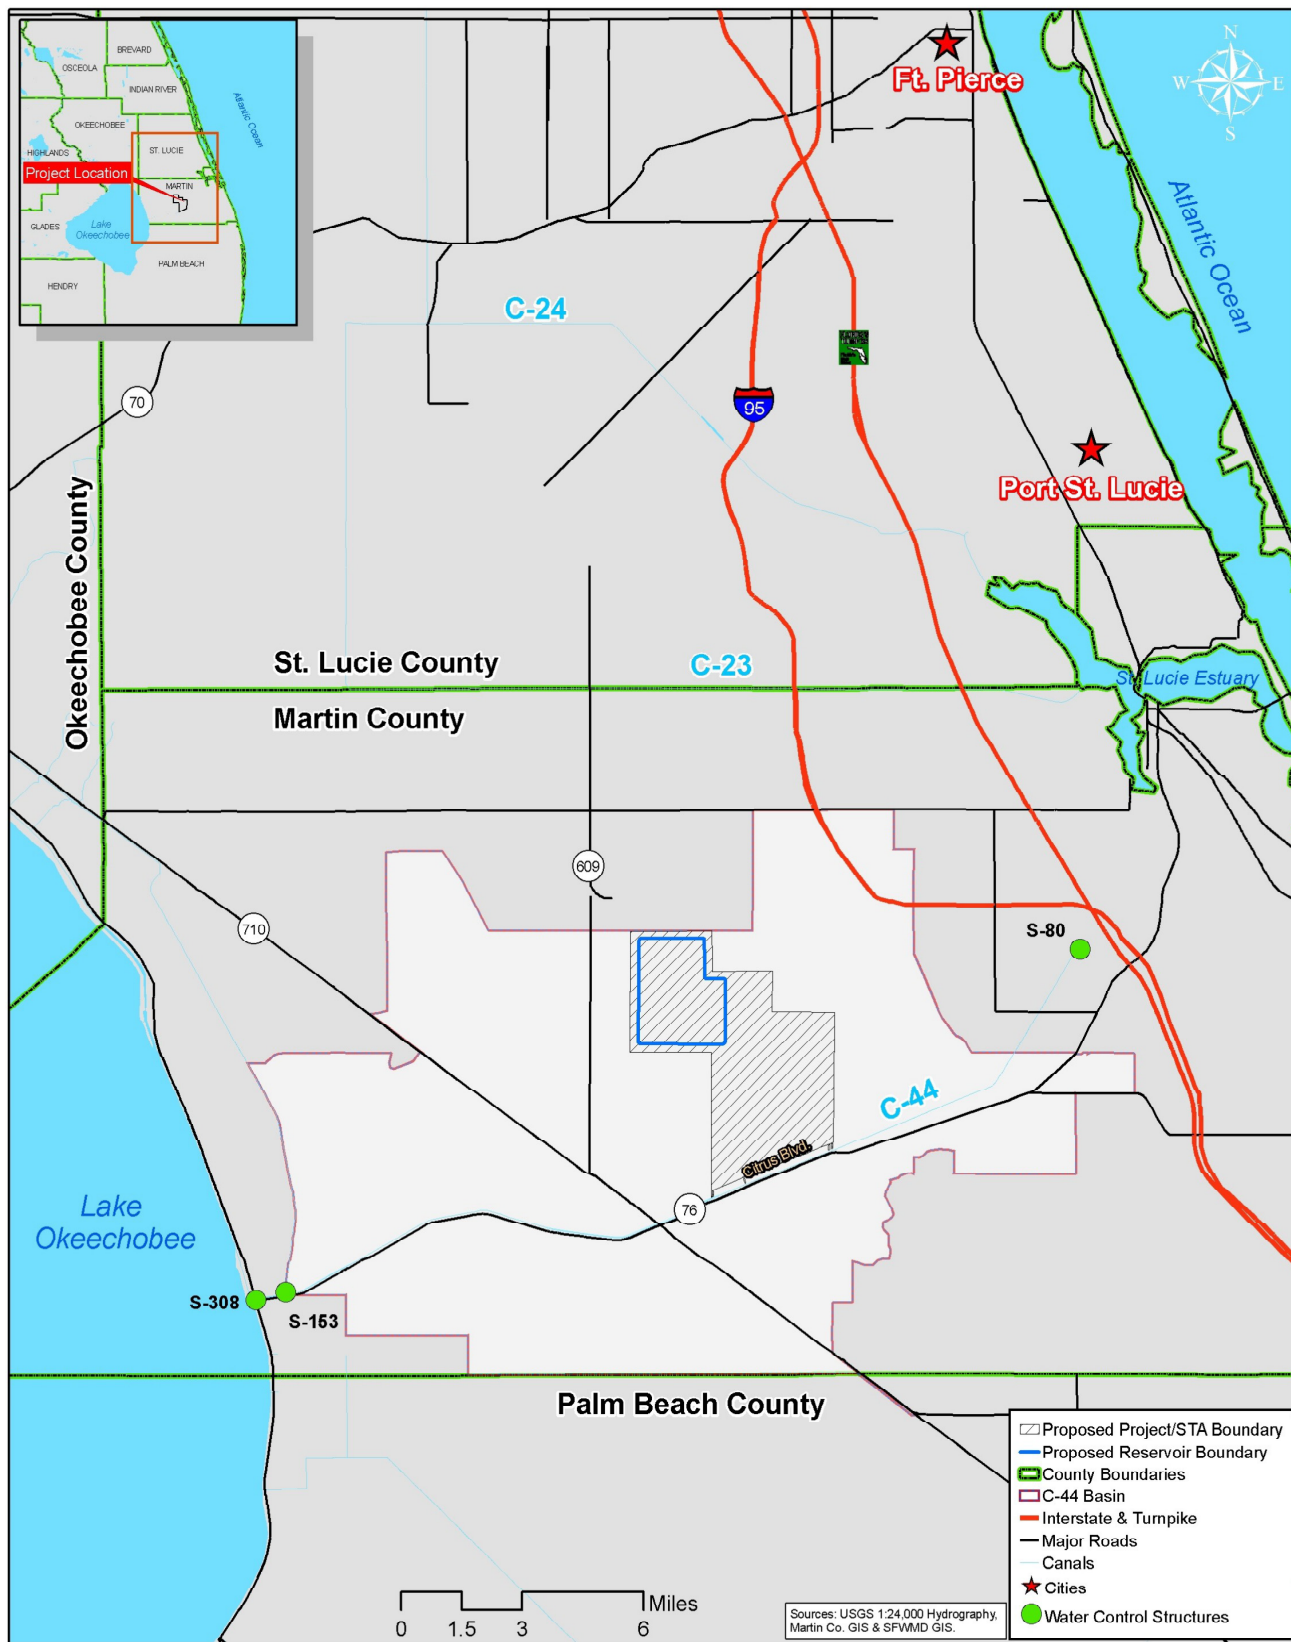 BREVARD
OSCEOLA
INDIAN RIVER
Atlantic Ocean
OKEECHOBEE
HIGHLANDS
ST. LUCIE
Project Location
MARTIN
GLADES
Lake
Okeechobee
PALM BEACH
HENDRY
Ft. Pierce
N
W
E
S
Atlantic Ocean
C-24
95
70
Port St. Lucie
Okeechobee County
St. Lucie County
C-23
St. Lucie Estuary
Martin County
609
710
S-80
C-44
Citrus Blvd.
76
Lake
Okeechobee
S-308
S-153
Palm Beach County
Proposed Project/STA Boundary
Proposed Reservoir Boundary
County Boundaries
C-44 Basin
Interstate & Turnpike
Major Roads
Canals
Cities
Water Control Structures
Miles
0 1.5 3 6
Sources: USGS 1:24,000 Hydrography,
Martin Co. GIS & SFWMD GIS.